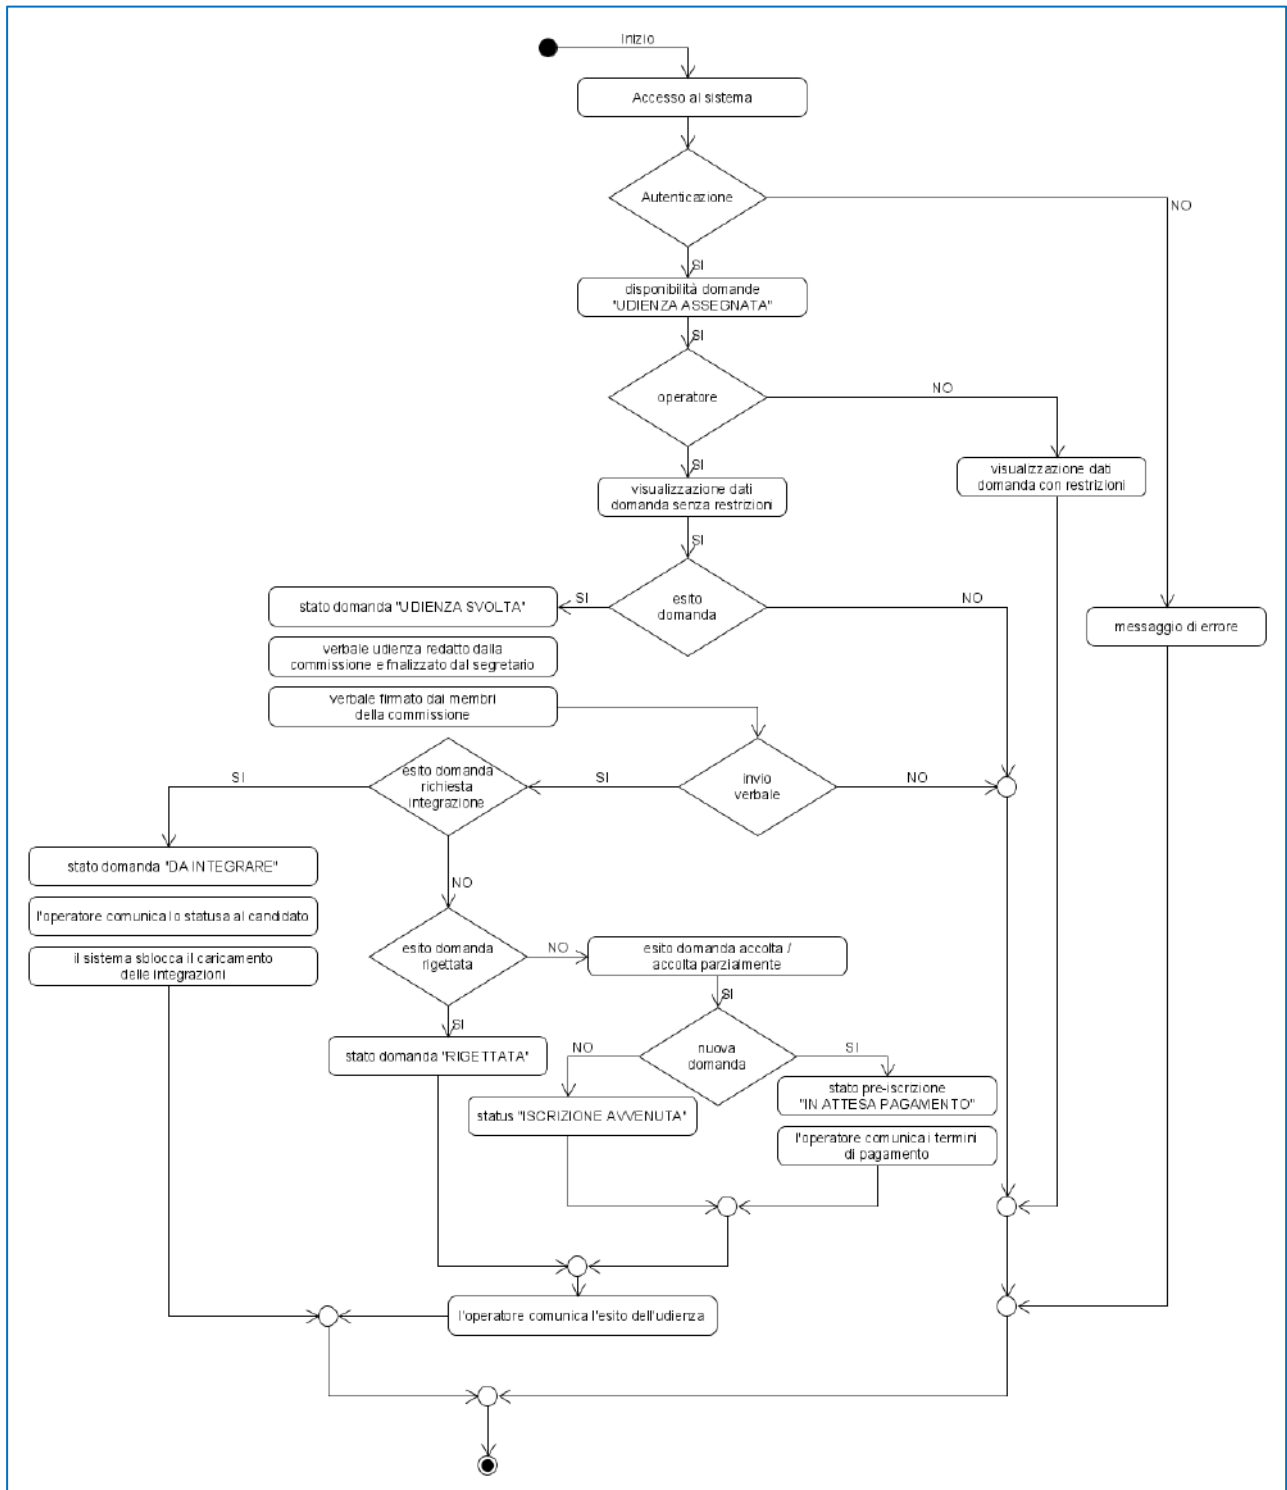 Inizio
Accesso al sistema
Autenticazione
NO
SI
disponibilità domande
"UDIENZA ASSEGNATA"
SI
operatore
NO
SI
visualizzazione dati
domanda con restrizioni
visualizzazione dati
domanda senza restrizioni
SI
esito
domanda
SI
NO
stato domanda "UDIENZA SVOLTA"
messaggio di errore
verbale udienza redatto dalla
commissione e fnalizzato dal segretario
verbale firmato dai membri
della commissione
invio
verbale
SI
NO
esito domanda
richiesta
integrazione
SI
stato domanda "DA INTEGRARE"
NO
l'operatore comunica lo statusa al candidato
il sistema sblocca il caricamento
delle integrazioni
esito domanda
rigettata
NO
esito domanda accolta /
accolta parzialmente
SI
SI
stato domanda "RIGETTATA"
nuova
domanda
NO
SI
status "ISCRIZIONE AVVENUTA"
stato pre-iscrizione
"IN ATTESA PAGAMENTO"
l'operatore comunica i termini
di pagamento
l'operatore comunica l'esito dell'udienza